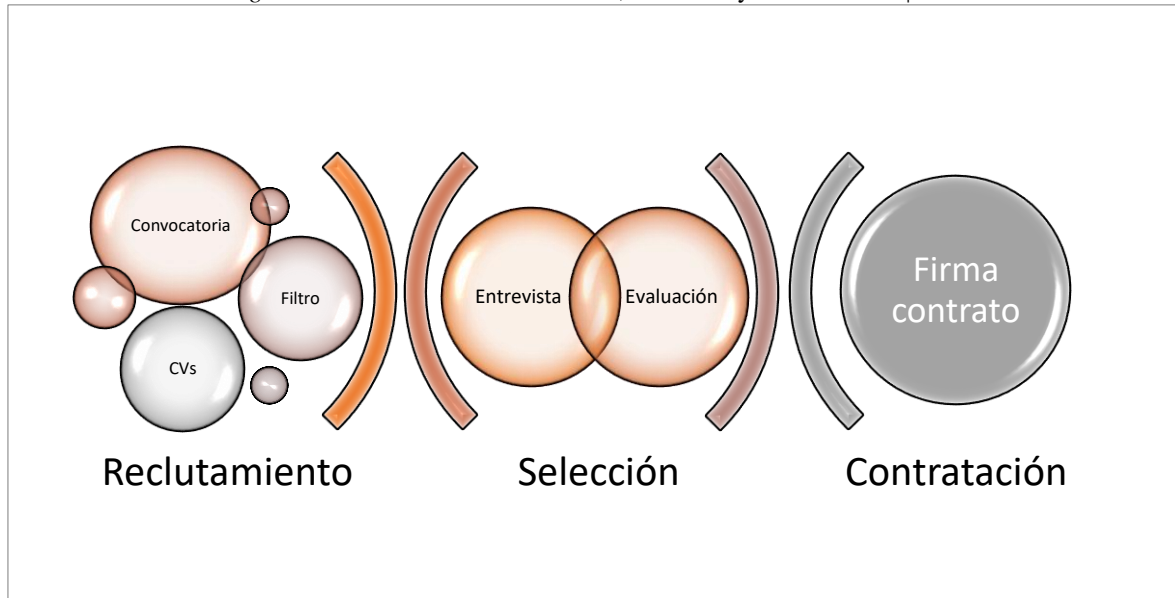 Convocatoria
Filtro
CVs
Entrevista
Evaluación
Firma
contrato
Reclutamiento
Selección
Contratación